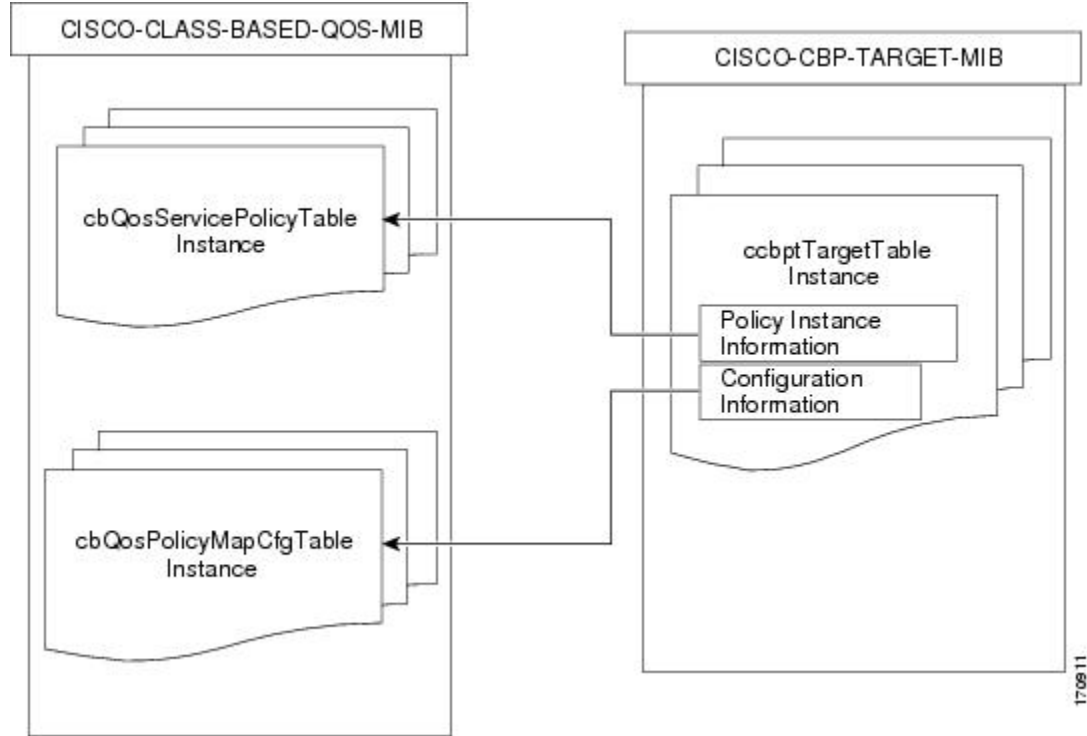 CISCO-CLASS-BASED-QOS-MIB
cbQosServicePolicyTable
Instance
cbQosPolicyMapCfgTable
Instance
CISCO-CBP-TARGET-MIB
ccbptTargetTable
Instance
Policy Instance
Information
Configuration
Information
170911